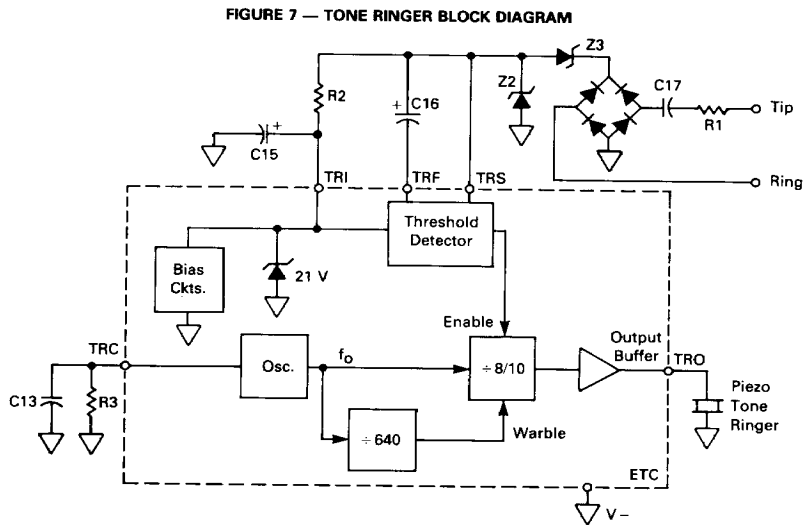 FIGURE 7 — TONE RINGER BLOCK DIAGRAM
Z3
R2
+
C16
Z2
C17
R1
Tip
+
C15
Ring
TRI
TRF
TRS
Threshold
Detector
Bias
Ckts.
21 V
Enable
TRC
Osc.
fo
÷8/10
Output
Buffer
TRO
C13
R3
Piezo
Tone
Ringer
÷640
Warble
ETC
V−